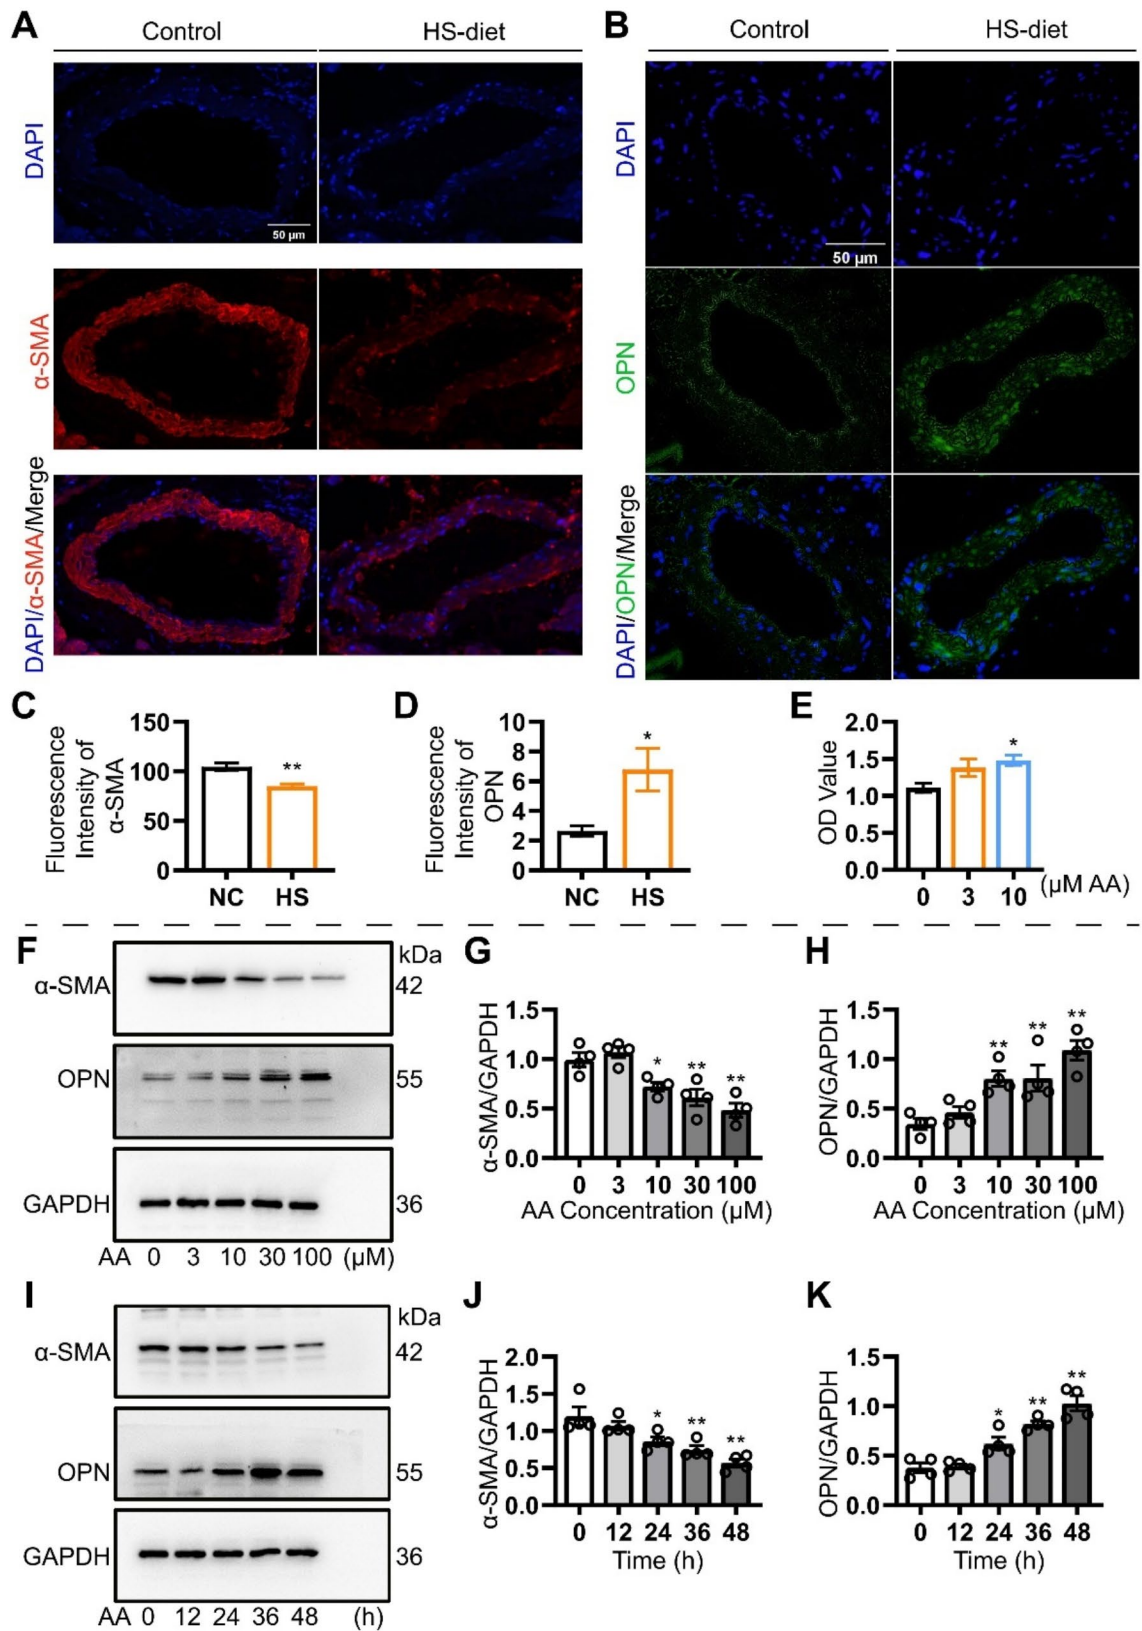 A
Control
HS-diet
DAPI
50 μm
α-SMA
DAPI/α-SMA/Merge
B
Control
HS-diet
DAPI
50 μm
OPN
DAPI/OPN/Merge
C
Fluorescence
Intensity of
α-SMA
150
100
50
0
**
NC HS
D
Fluorescence
Intensity of
OPN
10
8
6
4
2
0
*
NC HS
E
OD Value
2.0
1.5
1.0
0.5
0.0
*
0 3 10 (μM AA)
F
kDa
α-SMA 42
OPN 55
GAPDH 36
AA 0 3 10 30 100 (μM)
G
α-SMA/GAPDH
1.5
1.0
0.5
0.0
* ** **
0 3 10 30 100
AA Concentration (μM)
H
OPN/GAPDH
1.5
1.0
0.5
0.0
** ** **
0 3 10 30 100
AA Concentration (μM)
I
kDa
α-SMA 42
OPN 55
GAPDH 36
AA 0 12 24 36 48 (h)
J
α-SMA/GAPDH
2.0
1.5
1.0
0.5
0.0
* ** **
0 12 24 36 48
Time (h)
K
OPN/GAPDH
1.5
1.0
0.5
0.0
* ** **
0 12 24 36 48
Time (h)